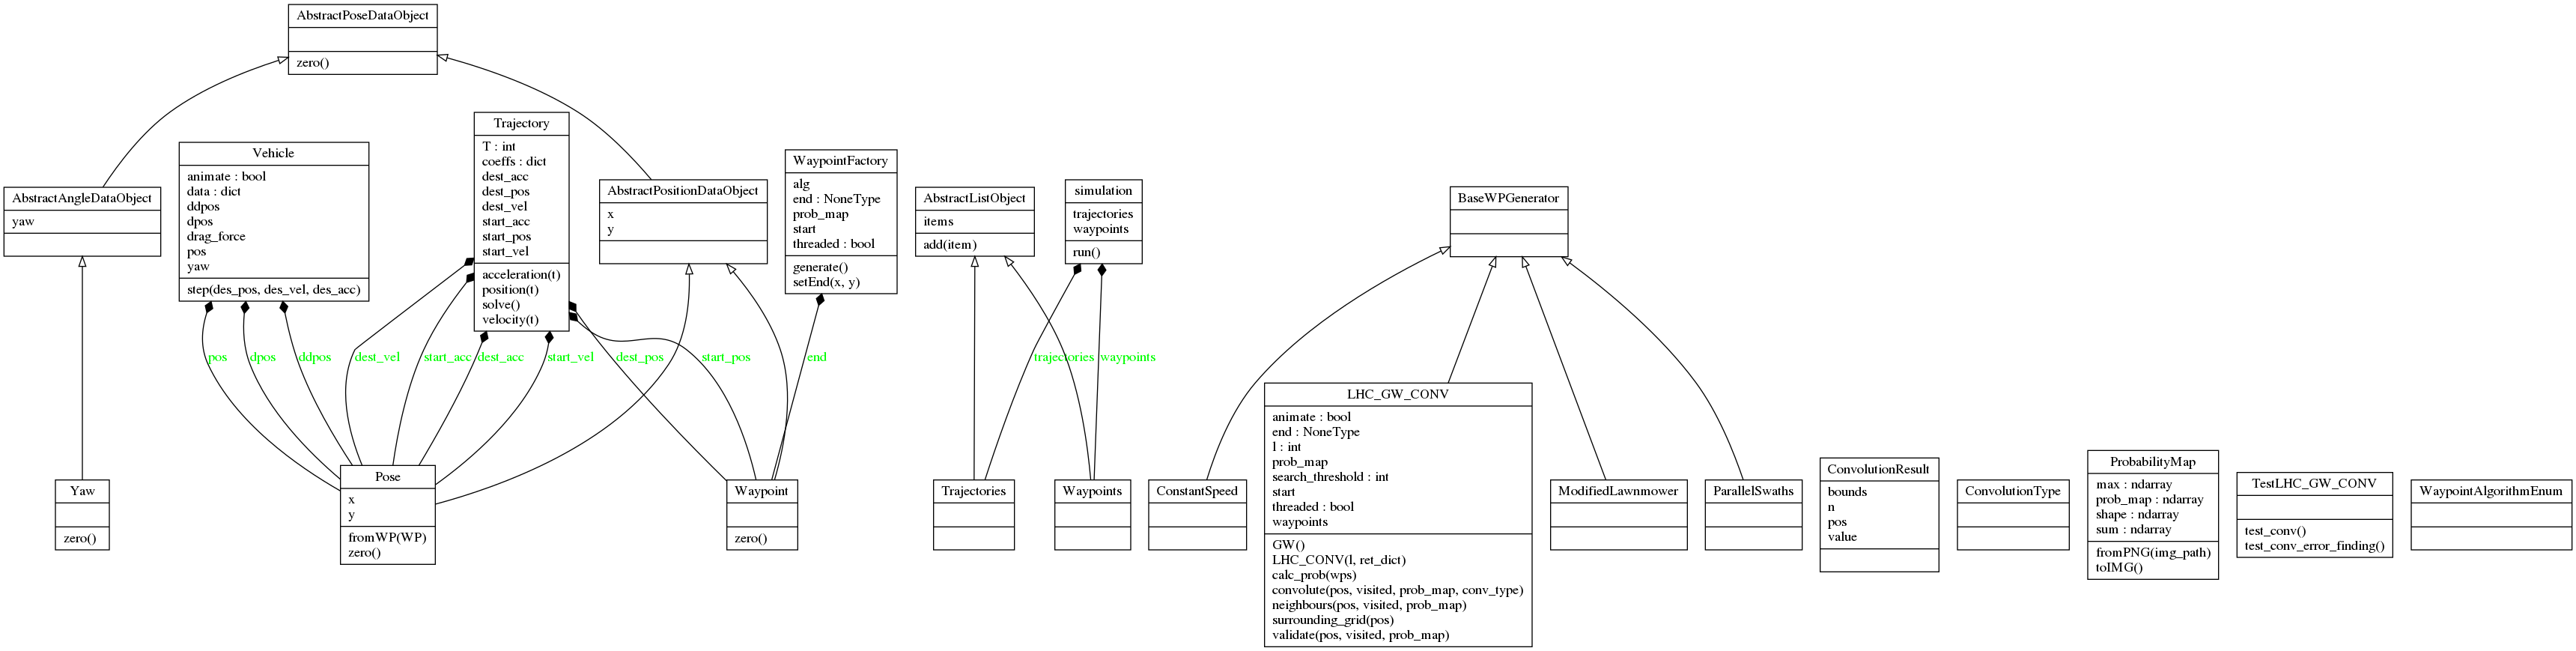 AbstractPoseDataObject
zero()
AbstractAngleDataObject
yaw
Vehicle
animate : bool
data : dict
ddpos
dpos
drag_force
pos
yaw
step(des_pos, des_vel, des_acc)
Trajectory
T : int
coeffs : dict
dest_acc
dest_pos
dest_vel
start_acc
start_pos
start_vel
acceleration(t)
position(t)
solve()
velocity(t)
AbstractPositionDataObject
x
y
WaypointFactory
alg
end : NoneType
prob_map
start
threaded : bool
generate()
setEnd(x, y)
AbstractListObject
items
add(item)
simulation
trajectories
waypoints
run()
BaseWPGenerator
pos
dpos
ddpos
dest_vel
start_acc
dest_acc
start_vel
dest_pos
start_pos
end
trajectories
waypoints
Yaw
zero()
Pose
x
y
fromWP(WP)
zero()
Waypoint
zero()
Trajectories
Waypoints
ConstantSpeed
LHC_GW_CONV
animate : bool
end : NoneType
l : int
prob_map
search_threshold : int
start
threaded : bool
waypoints
GW()
LHC_CONV(l, ret_dict)
calc_prob(wps)
convolute(pos, visited, prob_map, conv_type)
neighbours(pos, visited, prob_map)
surrounding_grid(pos)
validate(pos, visited, prob_map)
ModifiedLawnmower
ParallelSwaths
ConvolutionResult
bounds
n
pos
value
ConvolutionType
ProbabilityMap
max : ndarray
prob_map : ndarray
shape : ndarray
sum : ndarray
fromPNG(img_path)
toIMG()
TestLHC_GW_CONV
test_conv()
test_conv_error_finding()
WaypointAlgorithmEnum